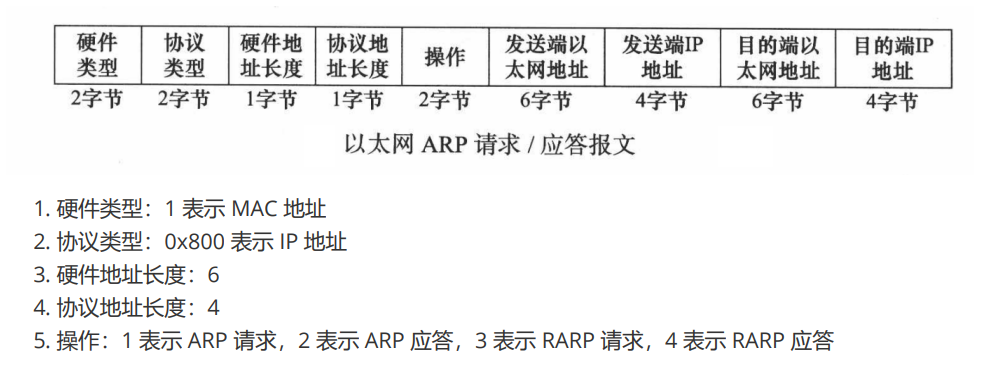 硬件 协议 硬件地 协议地 操作 发送端以 发送端IP 目的端以 目的端IP
类型 类型 址长度 址长度 太网地址 地址 太网地址 地址
2字节 2字节 1字节 1字节 2字节 6字节 4字节 6字节 4字节
以太网 ARP 请求 / 应答报文
1. 硬件类型：1 表示 MAC 地址
2. 协议类型：0x800 表示 IP 地址
3. 硬件地址长度：6
4. 协议地址长度：4
5. 操作：1 表示 ARP 请求，2 表示 ARP 应答，3 表示 RARP 请求，4 表示 RARP 应答